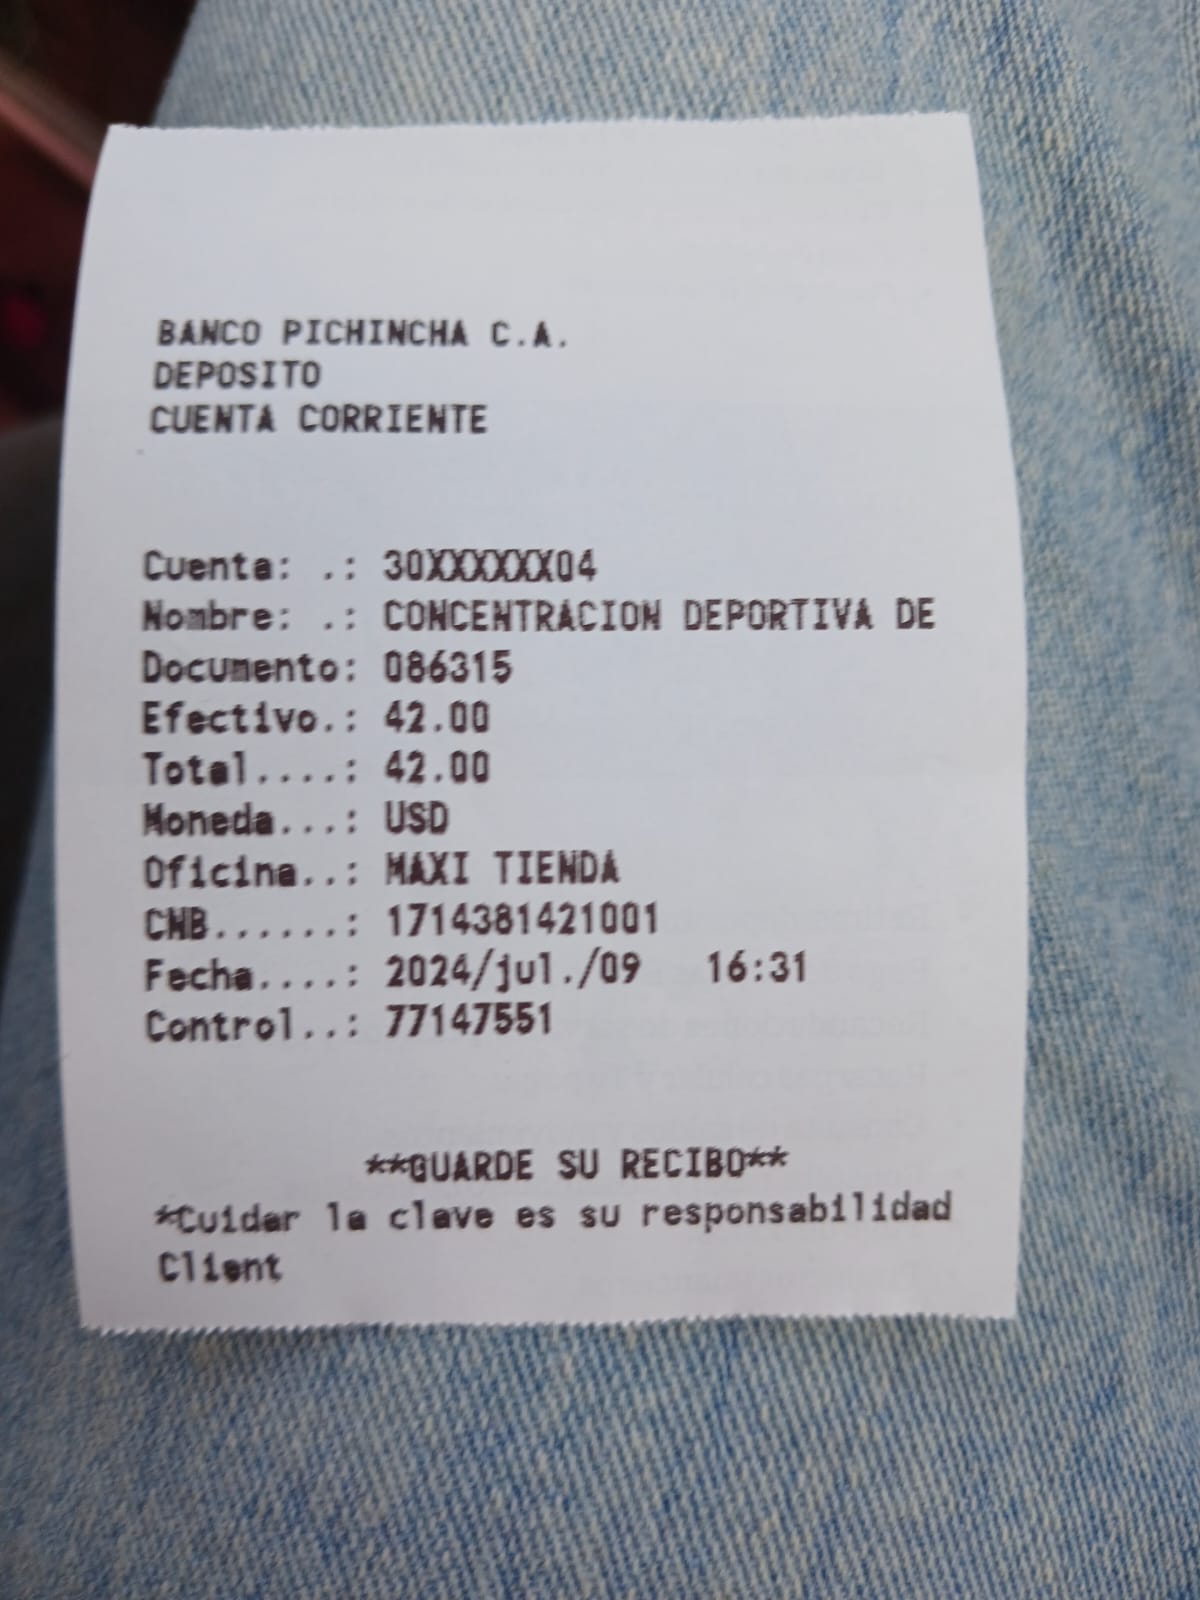 BANCO PICHINCHA C.A.
DEPOSITO
CUENTA CORRIENTE
Cuenta: .: 30XXXXXX04
Nombre: .: CONCENTRACION DEPORTIVA DE
Documento: 086315
Efectivo.: 42.00
Total....: 42.00
Moneda...: USD
Oficina..: MAXI TIENDA
CNB......: 1714381421001
Fecha....: 2024/jul./09 16:31
Control..: 77147551
**GUARDE SU RECIBO**
*Cuidar la clave es su responsabilidad
Client